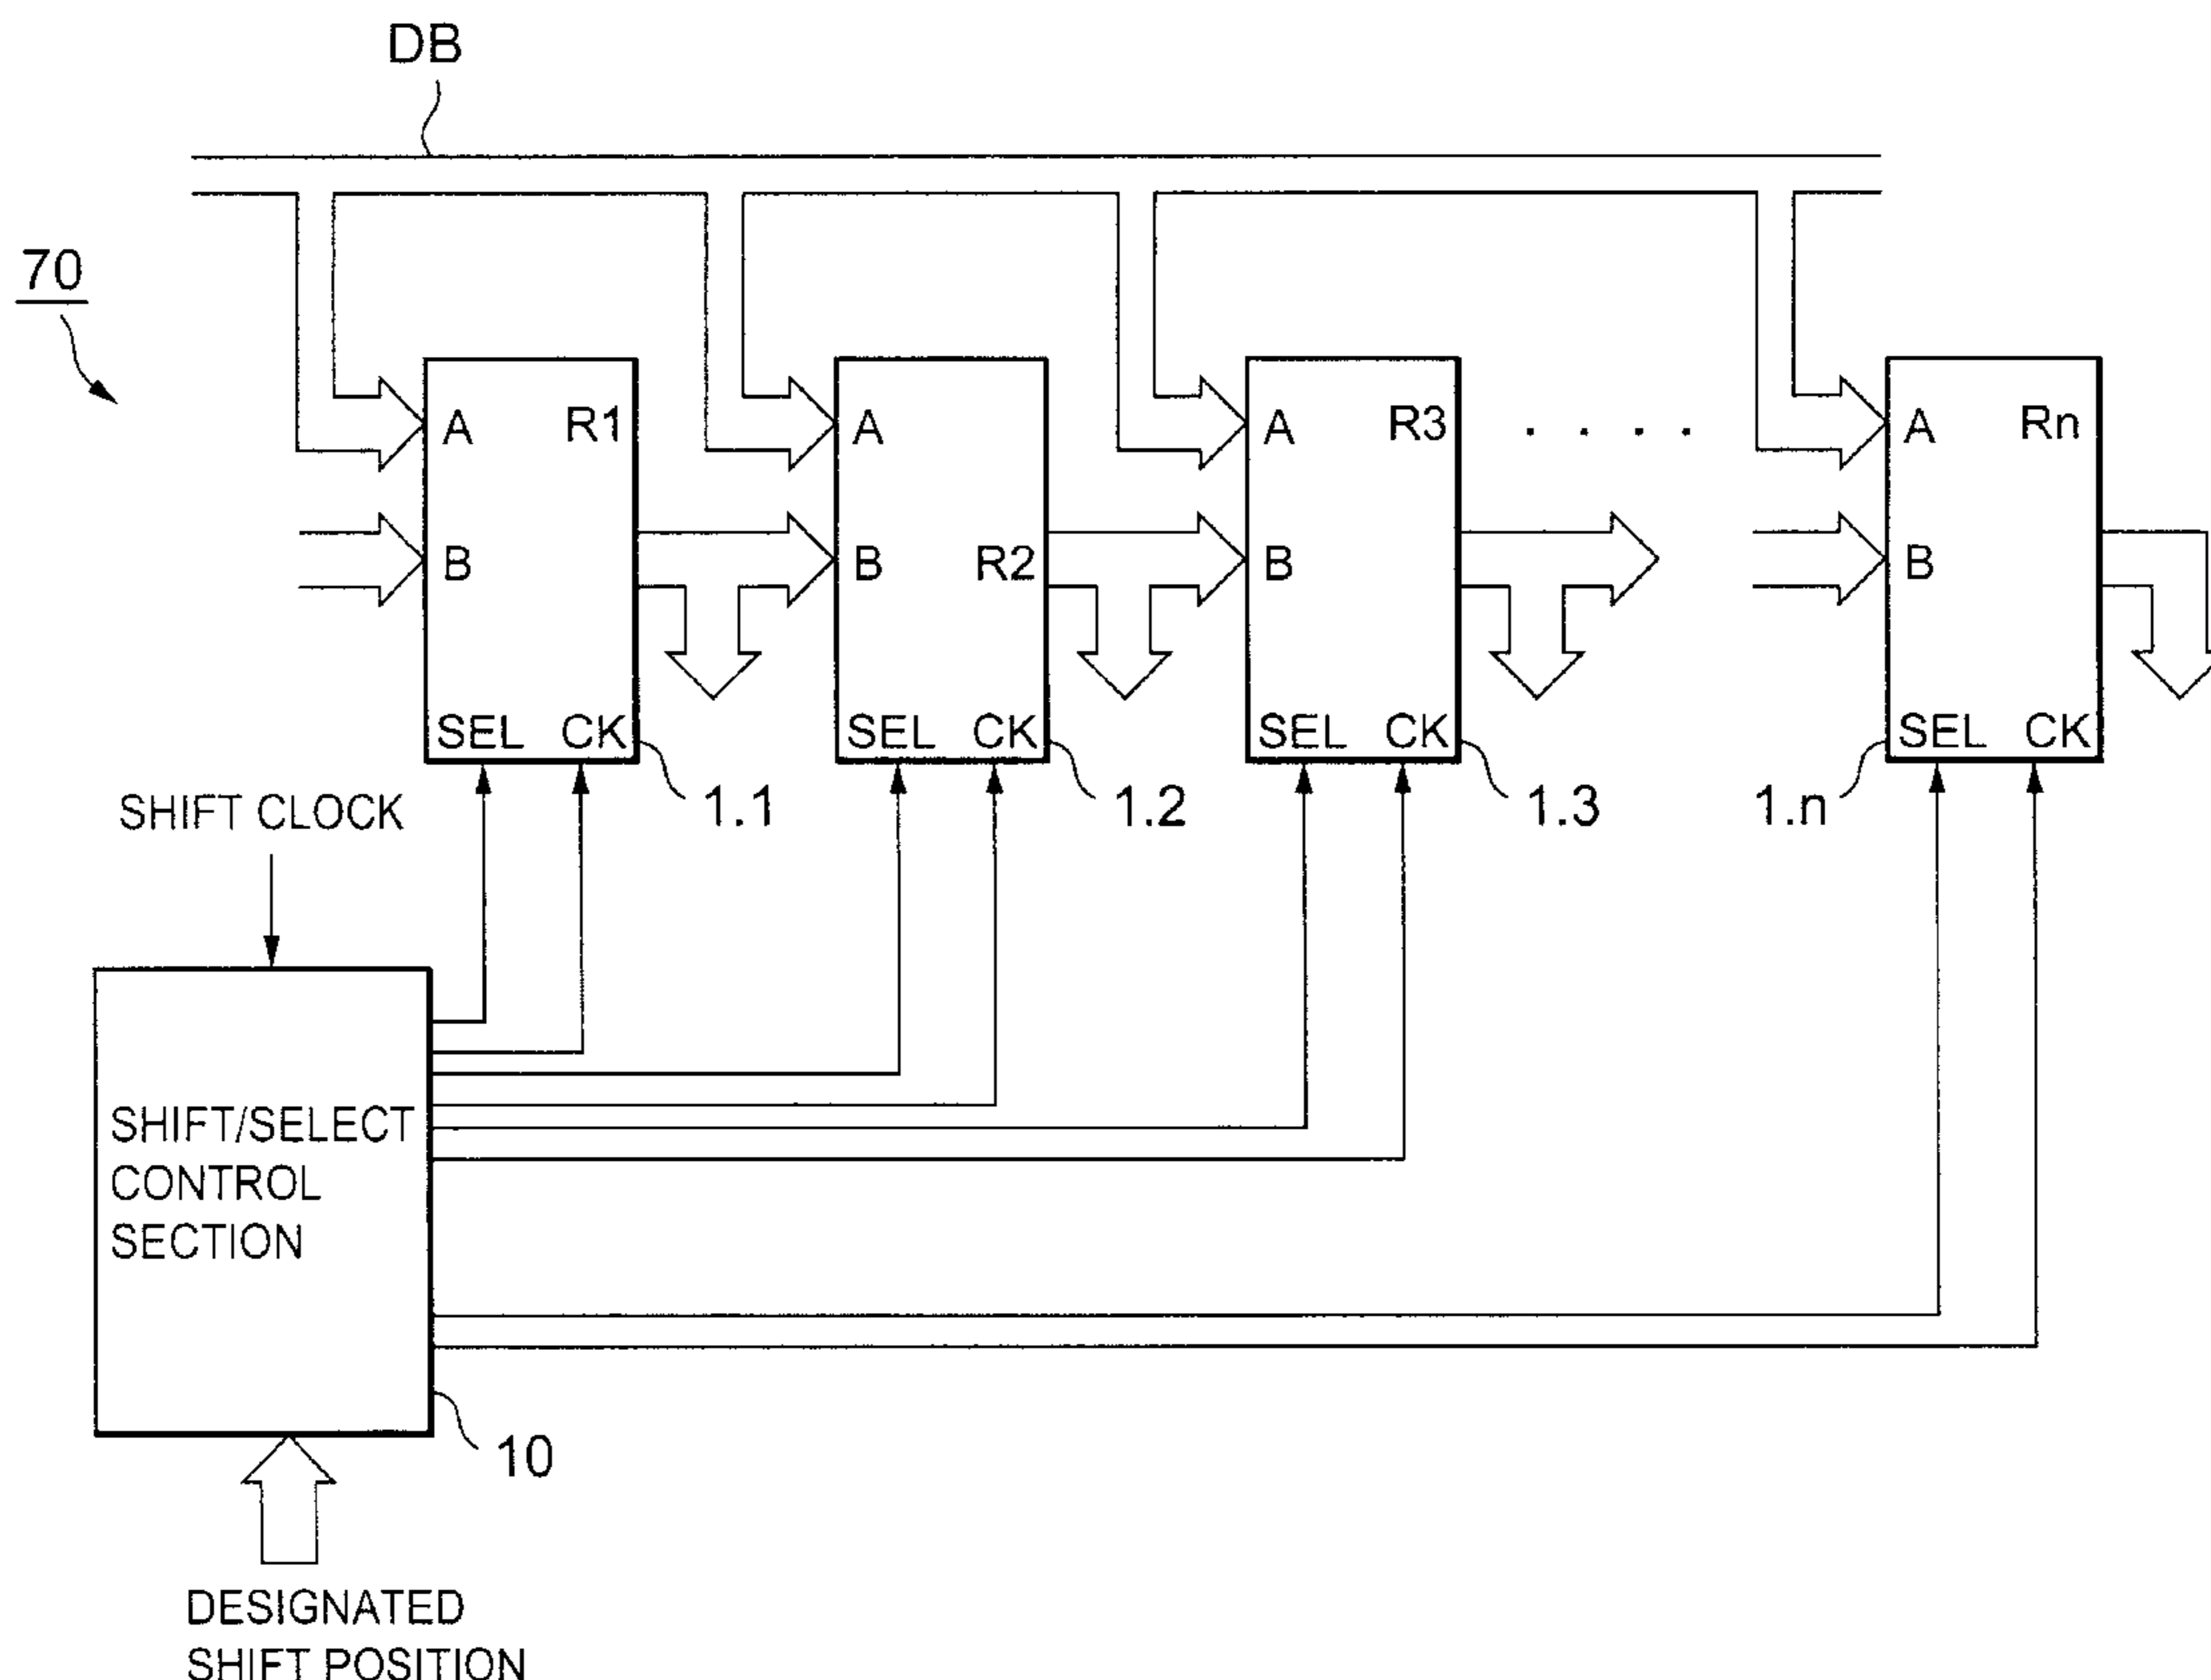 DB
70
A R1
A
A R3 . . . .
A Rn
B
B R2
B
B
SEL CK
SEL CK
SEL CK
SEL CK
1.1
1.2
1.3
1.n
SHIFT CLOCK
SHIFT/SELECT
CONTROL
SECTION
10
DESIGNATED
SHIFT POSITION